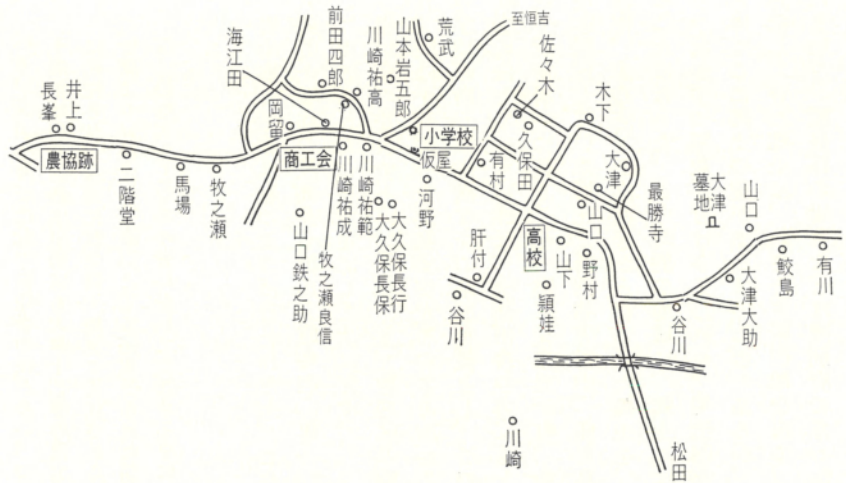 至恒吉
荒武
山本岩五郎
川崎祐高
前田四郎
海江田
岡留
井上
長峯
農協跡
二階堂
馬場
牧之瀬
商工会
山口鉄之助
牧之瀬良信
川崎祐成
川崎祐範
大久保長行
大久保長保
小学校
仮屋
河野
佐々木
久保田
有村
木下
大津
最勝寺
山口
高校
肝付
谷川
山下
野村
頴娃
大津
墓地
山口
鮫島
有川
大津大助
谷川
川崎
松田